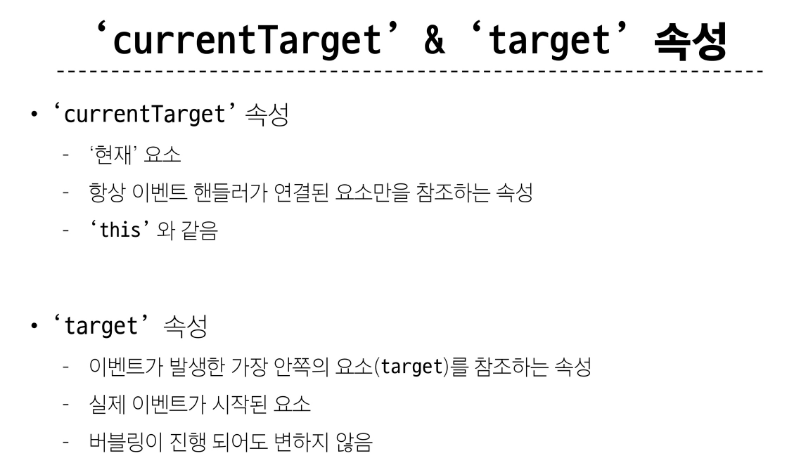 ‘currentTarget’ & ‘target’ 속성
• ‘currentTarget’ 속성
- ‘현재’ 요소
- 항상 이벤트 핸들러가 연결된 요소만을 참조하는 속성
- ‘this’ 와 같음
• ‘target’ 속성
- 이벤트가 발생한 가장 안쪽의 요소(target)를 참조하는 속성
- 실제 이벤트가 시작된 요소
- 버블링이 진행 되어도 변하지 않음